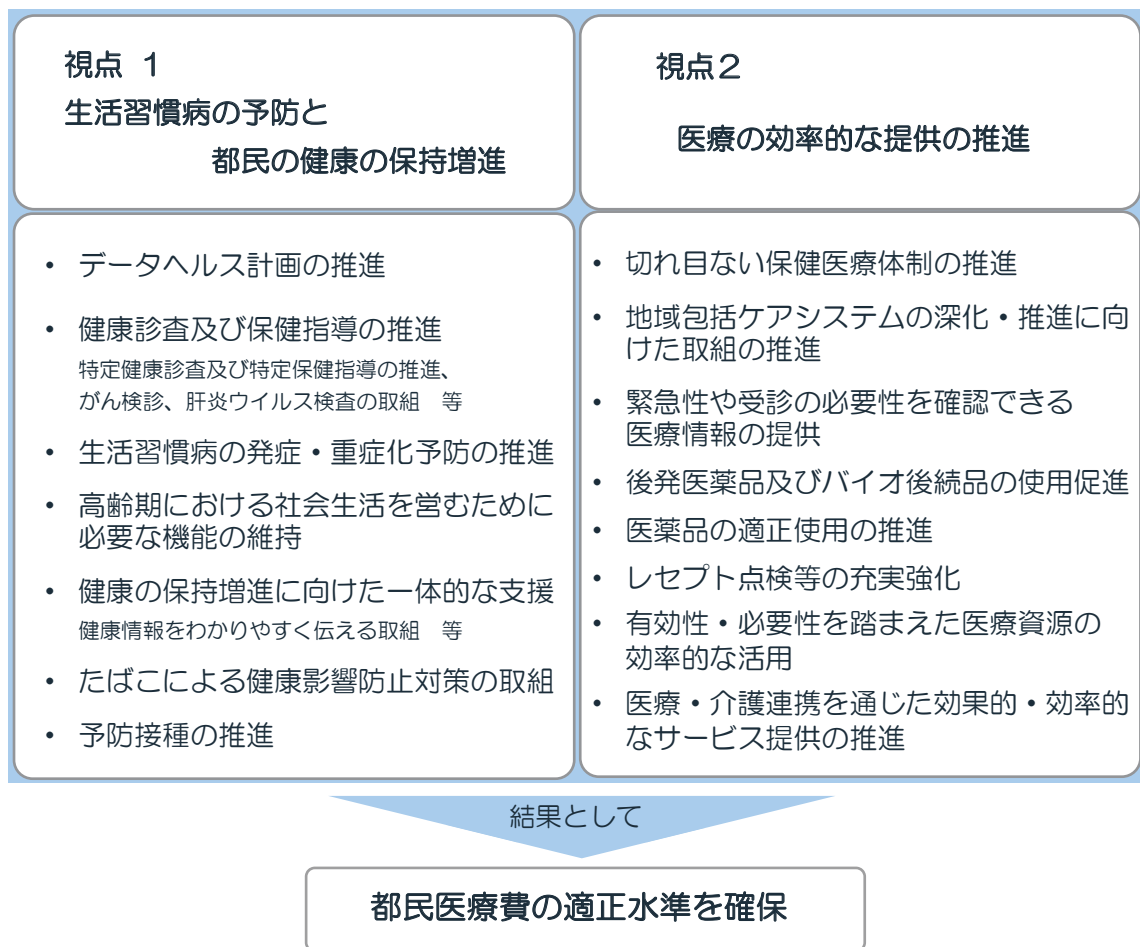 視点 1
生活習慣病の予防と
都民の健康の保持増進
・ データヘルス計画の推進
・ 健康診査及び保健指導の推進
特定健康診査及び特定保健指導の推進、
がん検診、肝炎ウイルス検査の取組 等
・ 生活習慣病の発症・重症化予防の推進
・ 高齢期における社会生活を営むために
必要な機能の維持
・ 健康の保持増進に向けた一体的な支援
健康情報をわかりやすく伝える取組 等
・ たばこによる健康影響防止対策の取組
・ 予防接種の推進
視点2
医療の効率的な提供の推進
・ 切れ目ない保健医療体制の推進
・ 地域包括ケアシステムの深化・推進に向
けた取組の推進
・ 緊急性や受診の必要性を確認できる
医療情報の提供
・ 後発医薬品及びバイオ後続品の使用促進
・ 医薬品の適正使用の推進
・ レセプト点検等の充実強化
・ 有効性・必要性を踏まえた医療資源の
効率的な活用
・ 医療・介護連携を通じた効果的・効率的
なサービス提供の推進
結果として
都民医療費の適正水準を確保